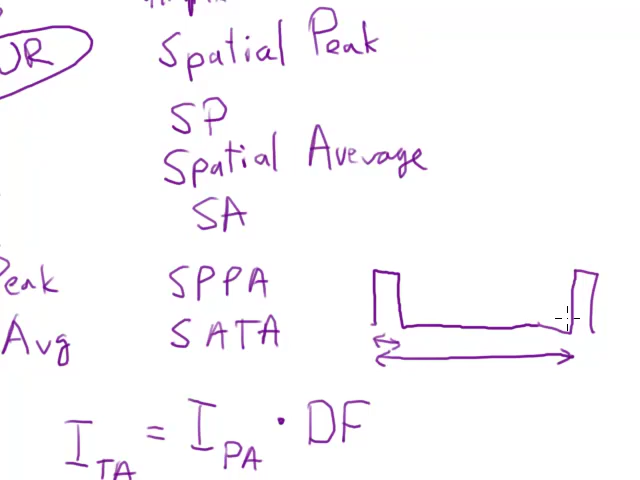 UR
Spatial Peak
SP
Spatial Average
SA
Peak SPPA
Avg SATA
I_TA = I_PA · DF